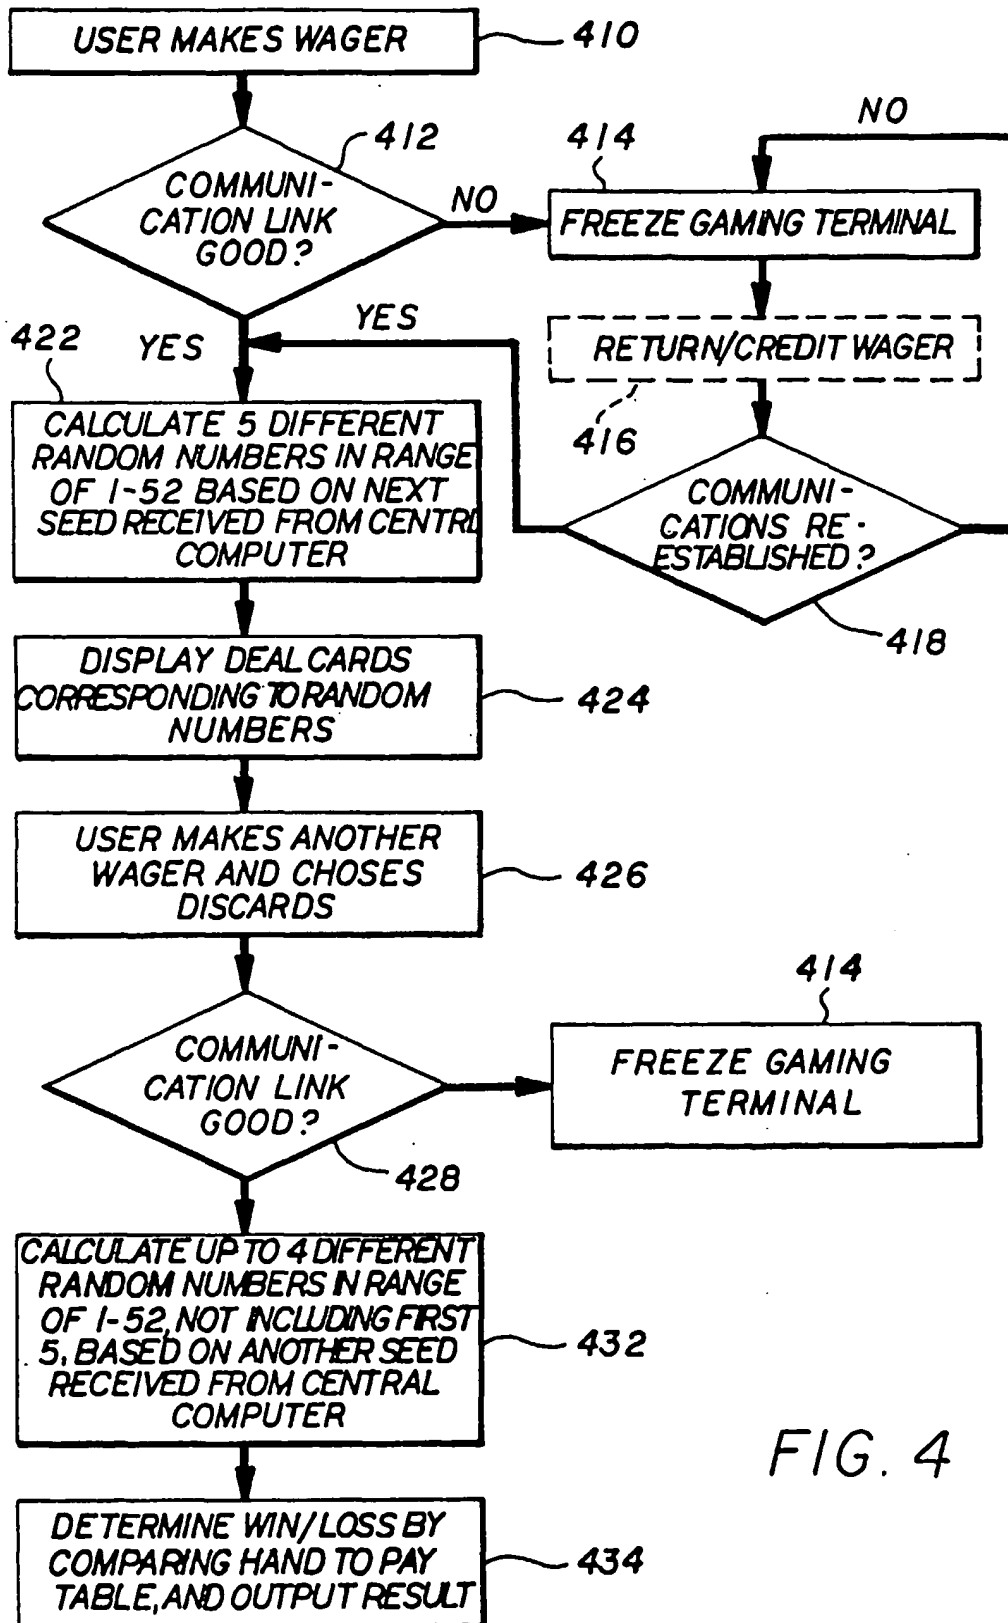 USER MAKES WAGER
410
412
COMMUNI-
CATION LINK
GOOD?
NO
NO
414
FREEZE GAMING TERMINAL
RETURN/CREDIT WAGER
416
COMMUNI-
CATIONS RE-
ESTABLISHED?
418
YES
YES
422
CALCULATE 5 DIFFERENT
RANDOM NUMBERS IN RANGE
OF 1-52 BASED ON NEXT
SEED RECEIVED FROM CENTRL
COMPUTER
DISPLAY DEAL CARDS
CORRESPONDING TO RANDOM
NUMBERS
424
USER MAKES ANOTHER
WAGER AND CHOSES
DISCARDS
426
COMMUNI-
CATION LINK
GOOD?
428
414
FREEZE GAMING
TERMINAL
CALCULATE UP TO 4 DIFFERENT
RANDOM NUMBERS IN RANGE
OF 1-52, NOT INCLUDING FIRST
5, BASED ON ANOTHER SEED
RECEIVED FROM CENTRAL
COMPUTER
432
DETERMINE WIN/LOSS BY
COMPARING HAND TO PAY
TABLE, AND OUTPUT RESULT
434
FIG. 4